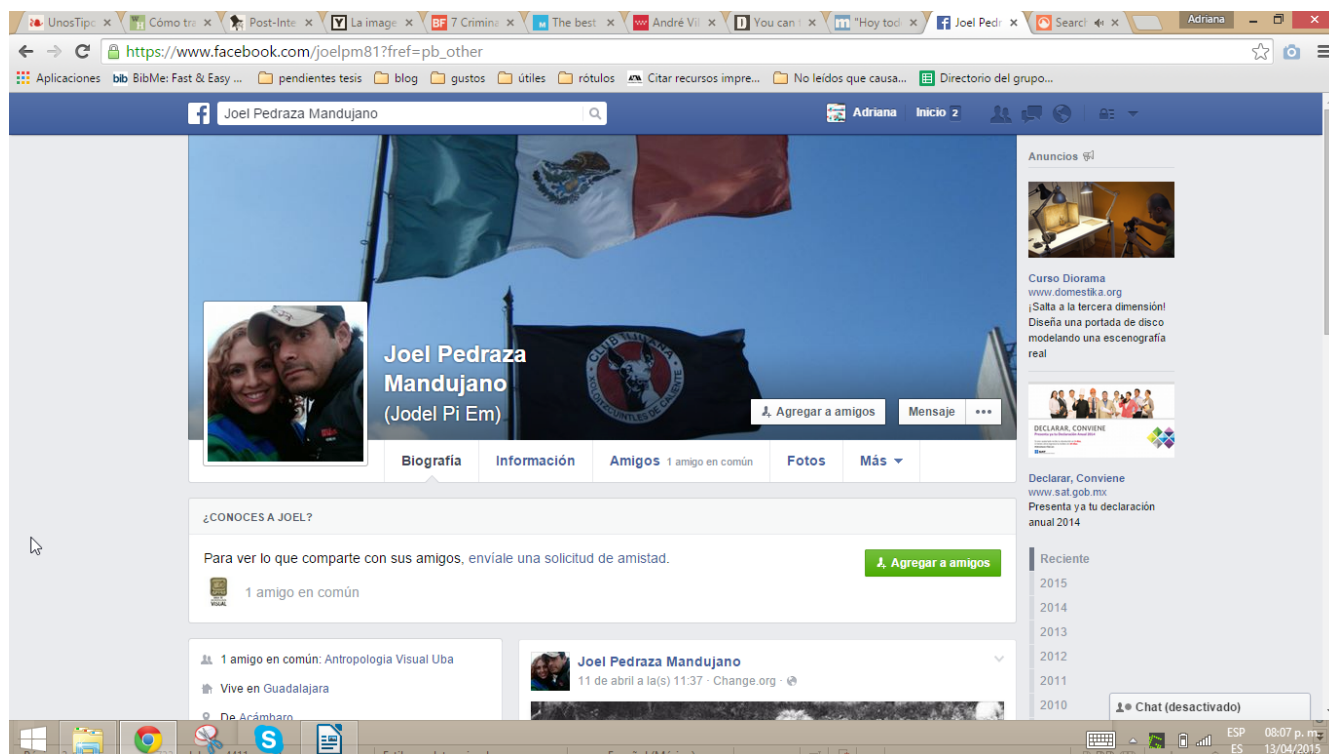 UnosTipo
Cómo tra
Post-Inte
La image
7 Crimina
The best
André Vil
You can t
"Hoy tod
Joel Pedr
Search
Adriana
https://www.facebook.com/joelpm81?fref=pb_other
Aplicaciones
bib BibMe: Fast & Easy ...
pendientes tesis
blog
gustos
útiles
rótulos
Citar recursos impre...
No leídos que causa...
Directorio del grupo...
Joel Pedraza Mandujano
Adriana
Inicio 2
CLUB TIJUANA
XOLOITZCUINTLES DE CALIENTE
Joel Pedraza
Mandujano
(Jodel Pi Em)
Agregar a amigos
Mensaje
Biografía
Información
Amigos 1 amigo en común
Fotos
Más
¿CONOCES A JOEL?
Para ver lo que comparte con sus amigos, envíale una solicitud de amistad.
Agregar a amigos
1 amigo en común
1 amigo en común: Antropologia Visual Uba
Vive en Guadalajara
De Acámbaro
Joel Pedraza Mandujano
11 de abril a la(s) 11:37 · Change.org ·
Anuncios
Curso Diorama
www.domestika.org
¡Salta a la tercera dimensión!
Diseña una portada de disco
modelando una escenografía
real
DECLARAR, CONVIENE
Declarar, Conviene
www.sat.gob.mx
Presenta ya tu declaración
anual 2014
Reciente
2015
2014
2013
2012
2011
2010
Chat (desactivado)
ESP
ES
08:07 p. m.
13/04/2015